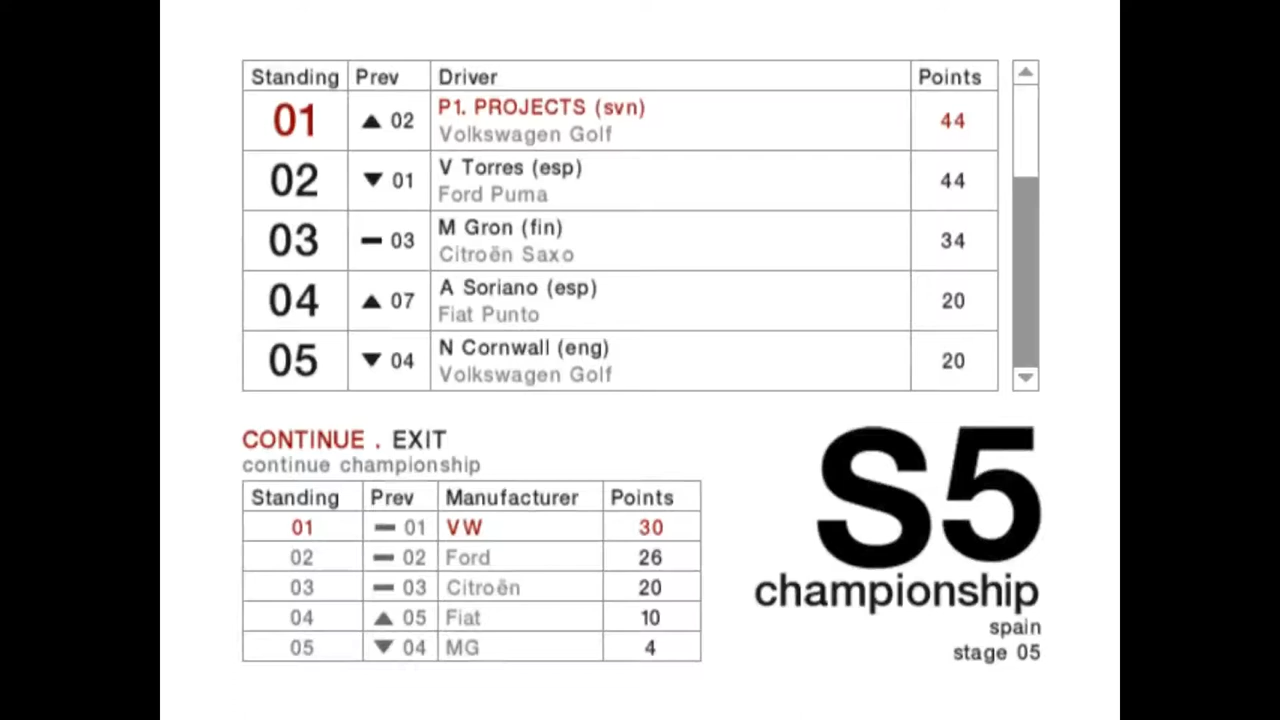 Standing Prev Driver Points
01 ▲ 02 P1. PROJECTS (svn) 44
Volkswagen Golf
02 ▼ 01 V Torres (esp) 44
Ford Puma
03 ━ 03 M Gron (fin) 34
Citroën Saxo
04 ▲ 07 A Soriano (esp) 20
Fiat Punto
05 ▼ 04 N Cornwall (eng) 20
Volkswagen Golf
CONTINUE . EXIT
continue championship
Standing Prev Manufacturer Points
01 ━ 01 VW 30
02 ━ 02 Ford 26
03 ━ 03 Citroën 20
04 ▲ 05 Fiat 10
05 ▼ 04 MG 4
S5
championship
spain
stage 05